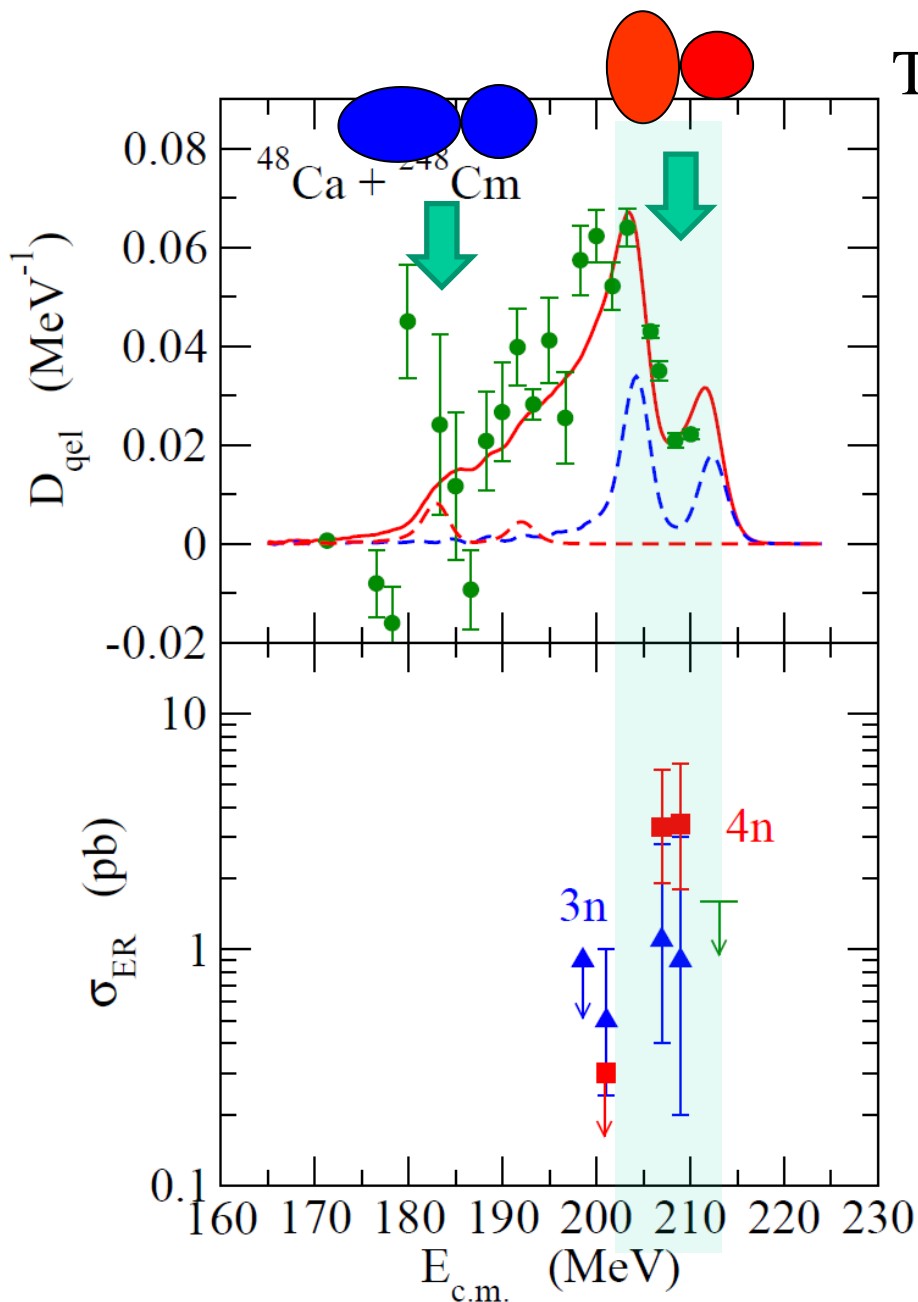 T
0.08
⁴⁸Ca + ²⁴⁸Cm
0.06
0.04
0.02
0
-0.02
D_qel (MeV⁻¹)
10
4n
3n
1
0.1
σ_ER (pb)
160 170 180 190 200 210 220 230
E_c.m. (MeV)